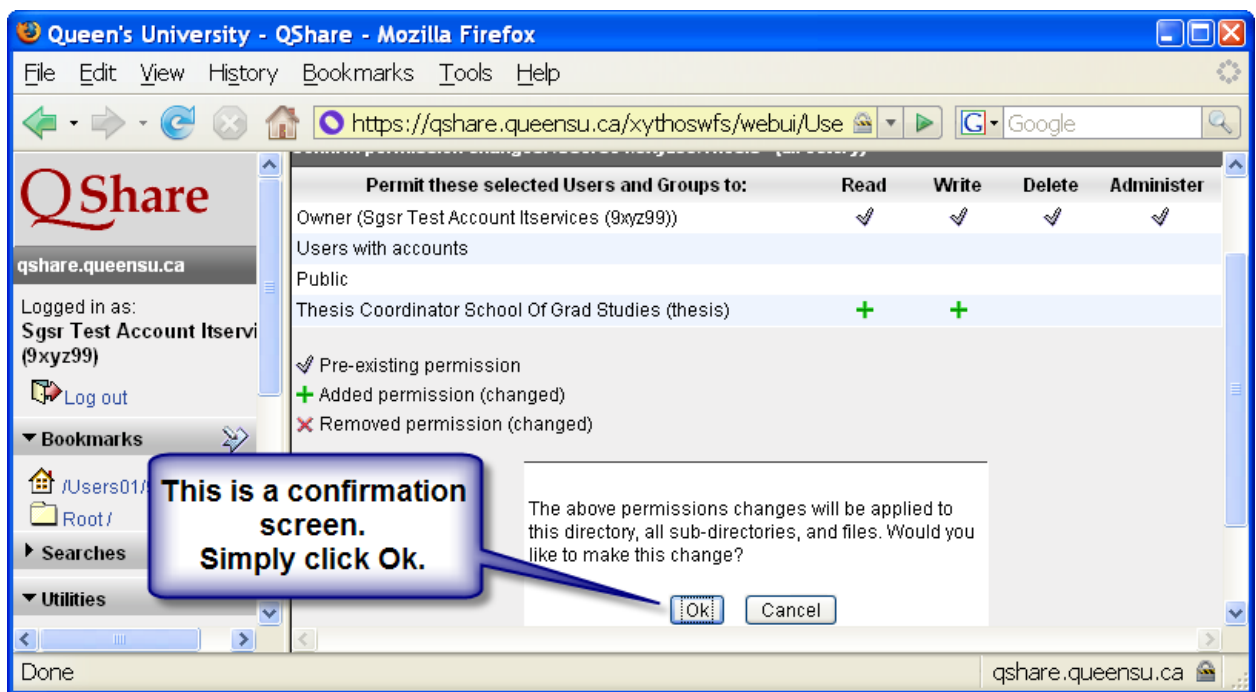 Queen's University - QShare - Mozilla Firefox
File Edit View History Bookmarks Tools Help
https://qshare.queensu.ca/xythoswfs/webui/Use
G Google
QShare
qshare.queensu.ca
Logged in as:
Sgsr Test Account Itservi
(9xyz99)
Log out
Bookmarks
/Users01/
Root /
Searches
Utilities
Permit these selected Users and Groups to: Read Write Delete Administer
Owner (Sgsr Test Account Itservices (9xyz99))
Users with accounts
Public
Thesis Coordinator School Of Grad Studies (thesis)
Pre-existing permission
Added permission (changed)
Removed permission (changed)
This is a confirmation
screen.
Simply click Ok.
The above permissions changes will be applied to
this directory, all sub-directories, and files. Would you
like to make this change?
Ok Cancel
Done qshare.queensu.ca